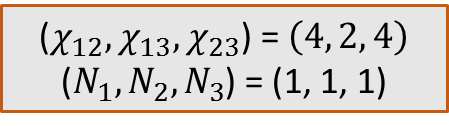 (χ₁₂, χ₁₃, χ₂₃) = (4, 2, 4)
(N₁, N₂, N₃) = (1, 1, 1)